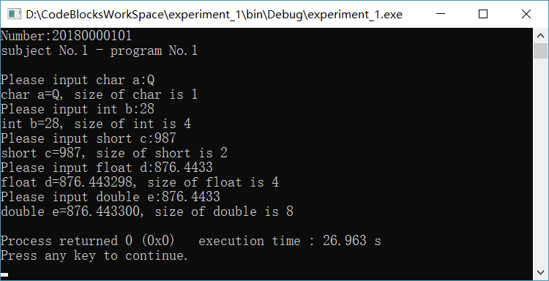 D:\CodeBlocksWorkSpace\experiment_1\bin\Debug\experiment_1.exe
Number:20180000101
subject No.1 - program No.1
Please input char a:Q
char a=Q, size of char is 1
Please input int b:28
int b=28, size of int is 4
Please input short c:987
short c=987, size of short is 2
Please input float d:876.4433
float d=876.443298, size of float is 4
Please input double e:876.4433
double e=876.443300, size of double is 8
Process returned 0 (0x0)   execution time : 26.963 s
Press any key to continue.